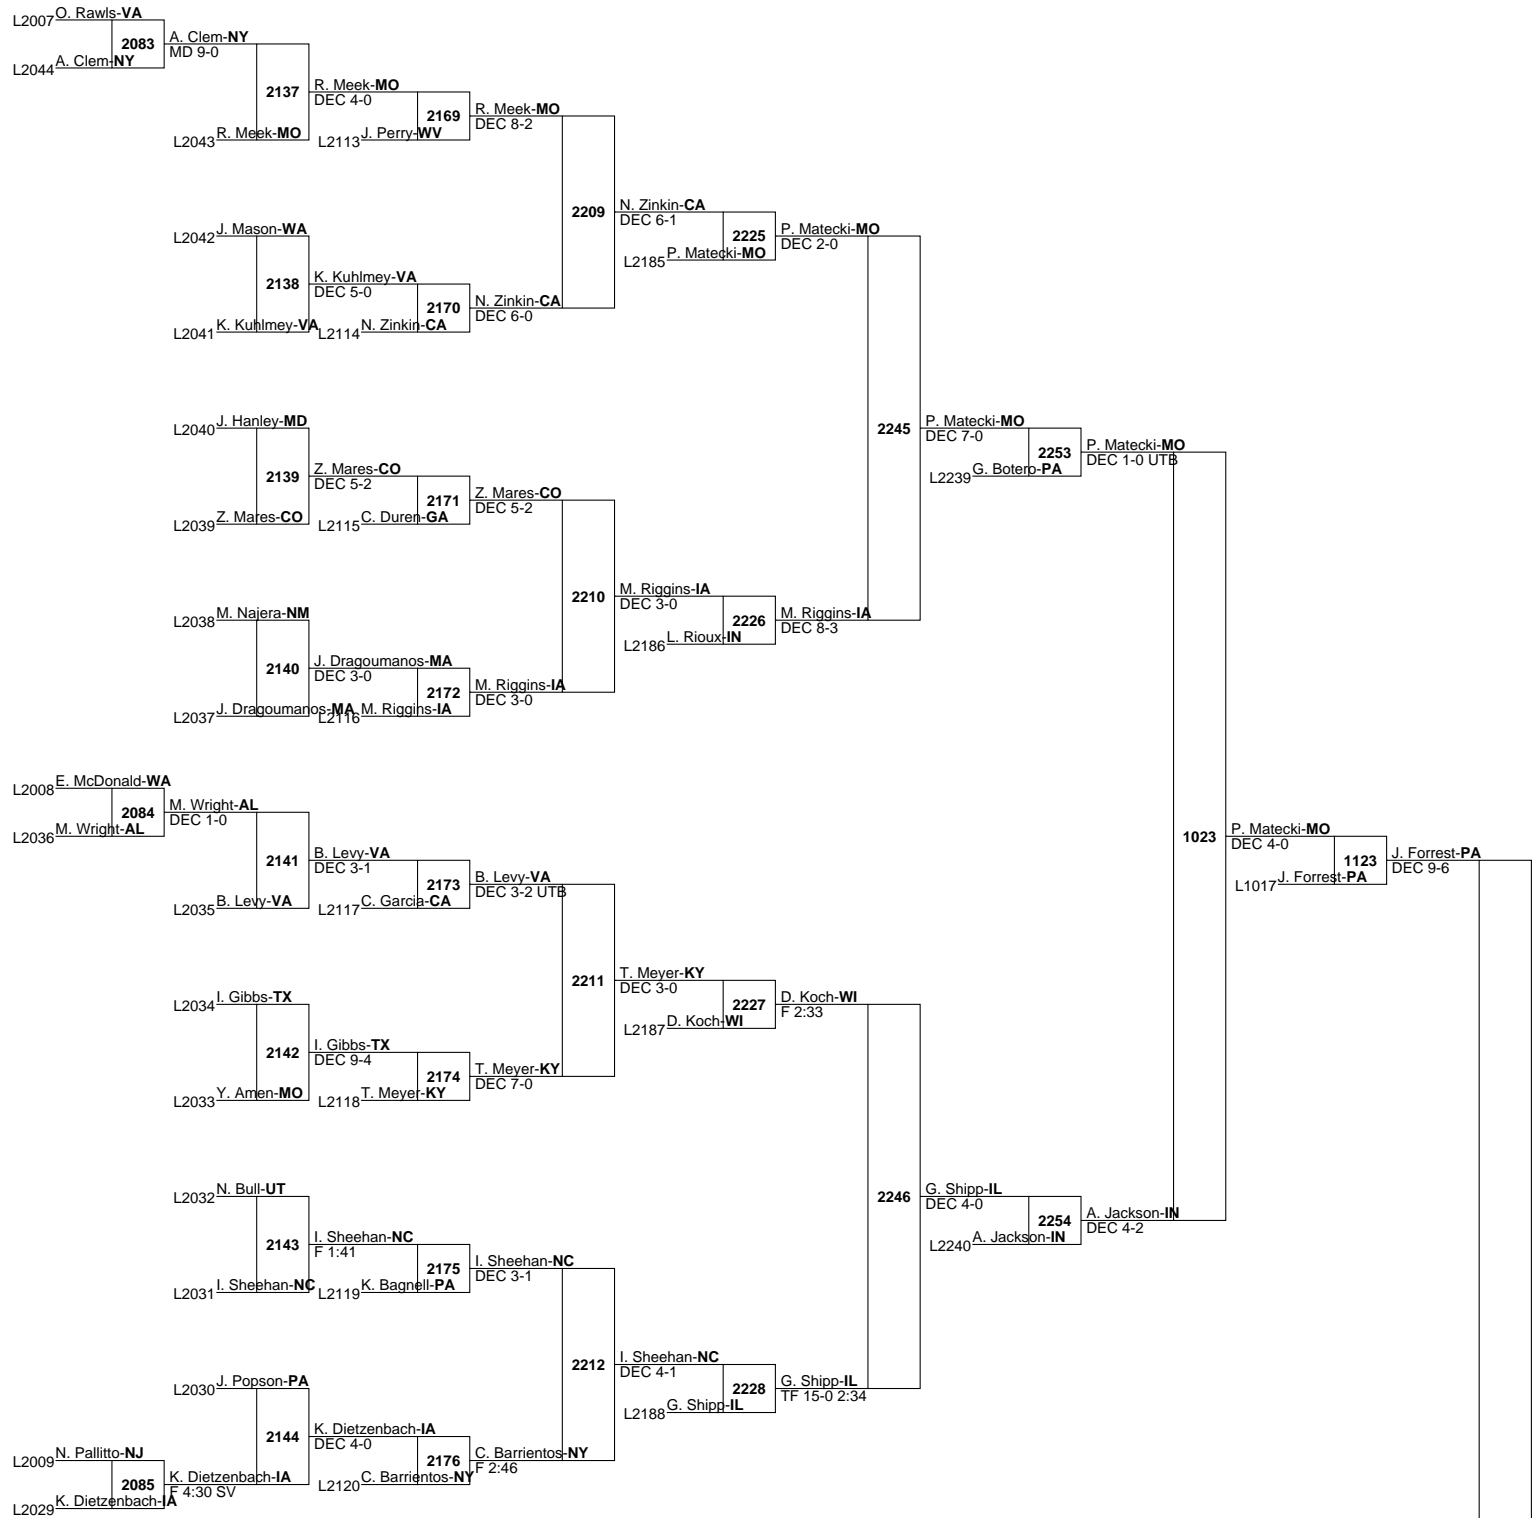 L2007 O. Rawls-VA
2083
A. Clem-NY
MD 9-0
L2044 A. Clem-NY
2137
R. Meek-MO
DEC 4-0
L2043 R. Meek-MO
2169
L2113 J. Perry-WV
R. Meek-MO
DEC 8-2
2209
N. Zinkin-CA
DEC 6-1
L2042 J. Mason-WA
2138
K. Kuhlmey-VA
DEC 5-0
L2041 K. Kuhlmey-VA
2170
L2114 N. Zinkin-CA
N. Zinkin-CA
DEC 6-0
2225
L2185 P. Matecki-MO
P. Matecki-MO
DEC 2-0
L2040 J. Hanley-MD
2139
Z. Mares-CO
DEC 5-2
L2039 Z. Mares-CO
2171
L2115 C. Duren-GA
Z. Mares-CO
DEC 5-2
2210
M. Riggins-IA
DEC 3-0
L2038 M. Najera-NM
2140
J. Dragoumanos-MA
DEC 3-0
L2037 J. Dragoumanos-MA
2172
L2116 M. Riggins-IA
M. Riggins-IA
DEC 3-0
2226
L2186 L. Rioux-IN
M. Riggins-IA
DEC 8-3
2245
P. Matecki-MO
DEC 7-0
2253
L2239 G. Botero-PA
P. Matecki-MO
DEC 1-0 UTB
L2008 E. McDonald-WA
2084
M. Wright-AL
DEC 1-0
L2036 M. Wright-AL
2141
B. Levy-VA
DEC 3-1
L2035 B. Levy-VA
2173
L2117 C. Garcia-CA
B. Levy-VA
DEC 3-2 UTB
2211
T. Meyer-KY
DEC 3-0
L2034 I. Gibbs-TX
2142
I. Gibbs-TX
DEC 9-4
L2033 Y. Amen-MO
2174
L2118 T. Meyer-KY
T. Meyer-KY
DEC 7-0
2227
L2187 D. Koch-WI
D. Koch-WI
F 2:33
L2032 N. Bull-UT
2143
I. Sheehan-NC
F 1:41
L2031 I. Sheehan-NC
2175
L2119 K. Bagnell-PA
I. Sheehan-NC
DEC 3-1
2212
I. Sheehan-NC
DEC 4-1
L2030 J. Popson-PA
2144
K. Dietzenbach-IA
DEC 4-0
L2009 N. Pallitto-NJ
2085
K. Dietzenbach-IA
F 4:30 SV
L2029 K. Dietzenbach-IA
2176
L2120 C. Barrientos-NY
C. Barrientos-NY
F 2:46
2228
L2188 G. Shipp-IL
G. Shipp-IL
TF 15-0 2:34
2246
G. Shipp-IL
DEC 4-0
2254
L2240 A. Jackson-IN
A. Jackson-IN
DEC 4-2
1023
P. Matecki-MO
DEC 4-0
1123
L1017 J. Forrest-PA
J. Forrest-PA
DEC 9-6